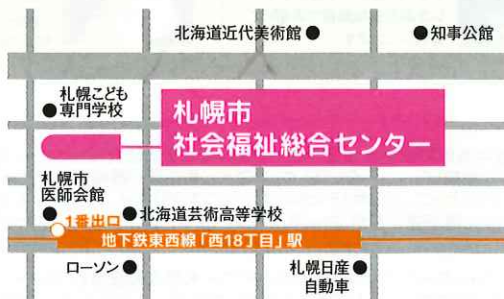 北海道近代美術館
知事公館
札幌こども
専門学校
札幌市
社会福祉総合センター
札幌市
医師会館
1番出口
北海道芸術高等学校
地下鉄東西線「西18丁目」駅
ローソン
札幌日産
自動車